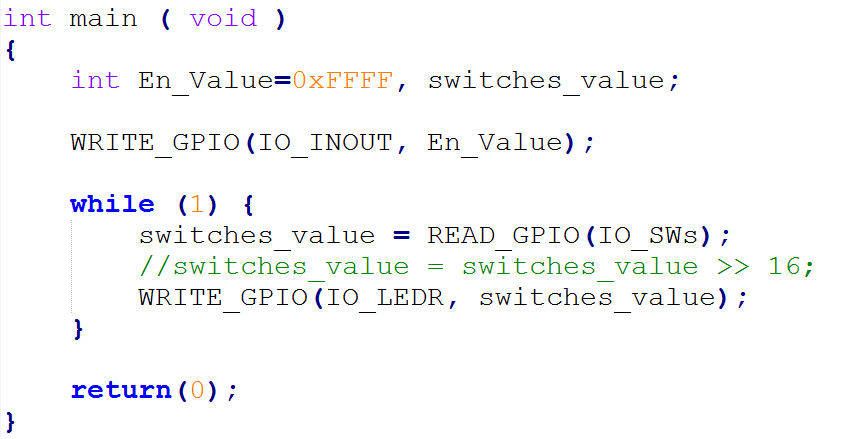 int main ( void )
{
    int En_Value=0xFFFF, switches_value;

    WRITE_GPIO(IO_INOUT, En_Value);

    while (1) {
        switches_value = READ_GPIO(IO_SWs);
        //switches_value = switches_value >> 16;
        WRITE_GPIO(IO_LEDR, switches_value);
    }

    return(0);
}